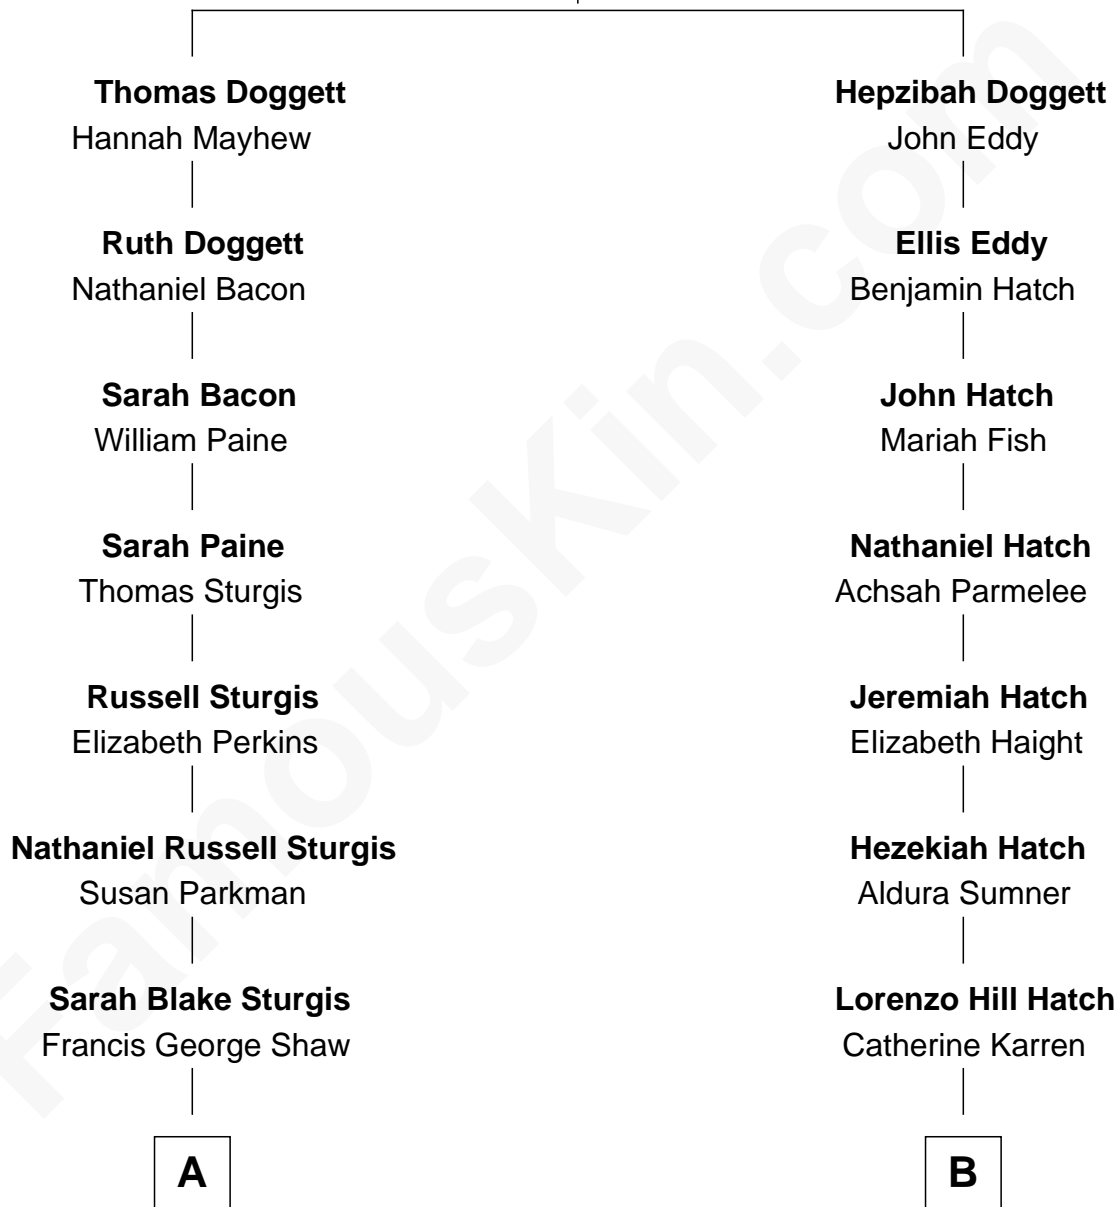 Thomas Doggett
Hannah Mayhew
Ruth Doggett
Nathaniel Bacon
Sarah Bacon
William Paine
Sarah Paine
Thomas Sturgis
Russell Sturgis
Elizabeth Perkins
Nathaniel Russell Sturgis
Susan Parkman
Sarah Blake Sturgis
Francis George Shaw
A
Hepzibah Doggett
John Eddy
Ellis Eddy
Benjamin Hatch
John Hatch
Mariah Fish
Nathaniel Hatch
Achsah Parmelee
Jeremiah Hatch
Elizabeth Haight
Hezekiah Hatch
Aldura Sumner
Lorenzo Hill Hatch
Catherine Karren
B
FamousKin.com